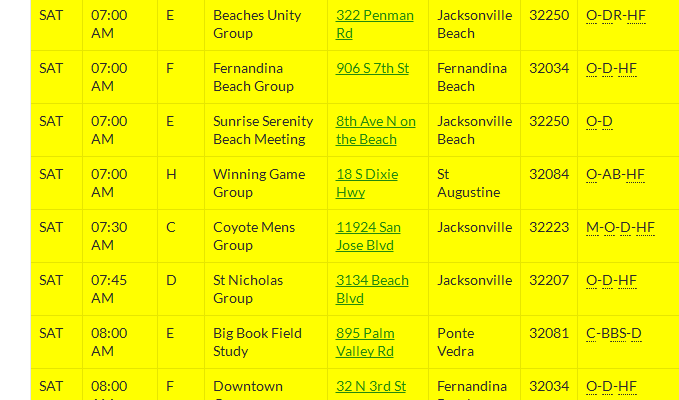 SAT 07:00 E Beaches Unity 322 Penman Jacksonville 32250 O-DR-HF
AM Group Rd Beach
SAT 07:00 F Fernandina 906 S 7th St Fernandina 32034 O-D-HF
AM Beach Group Beach
SAT 07:00 E Sunrise Serenity 8th Ave N on Jacksonville 32250 O-D
AM Beach Meeting the Beach Beach
SAT 07:00 H Winning Game 18 S Dixie St 32084 O-AB-HF
AM Group Hwy Augustine
SAT 07:30 C Coyote Mens 11924 San Jacksonville 32223 M-O-D-HF
AM Group Jose Blvd
SAT 07:45 D St Nicholas 3134 Beach Jacksonville 32207 O-D-HF
AM Group Blvd
SAT 08:00 E Big Book Field 895 Palm Ponte 32081 C-BBS-D
AM Study Valley Rd Vedra
SAT 08:00 F Downtown 32 N 3rd St Fernandina 32034 O-D-HF